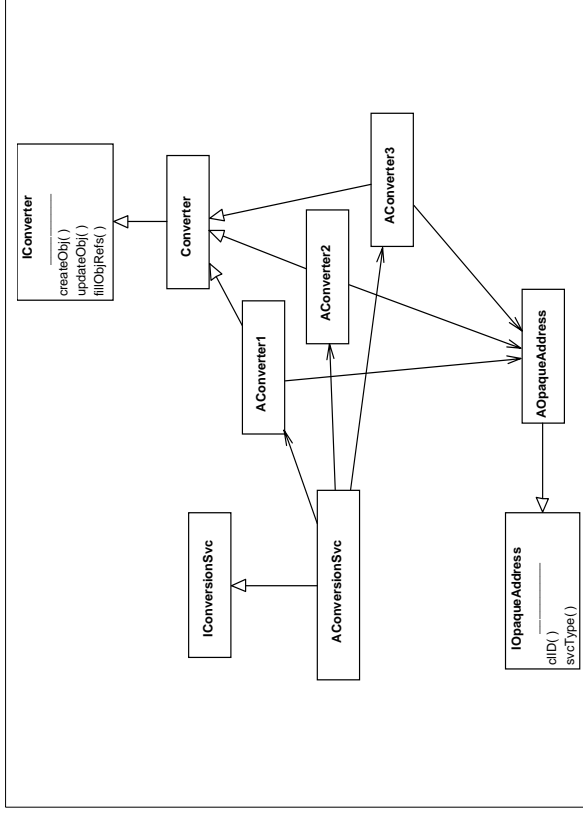 IConverter
createObj( )
updateObj( )
fillObjRefs( )
Converter
AConverter1
AConverter2
AConverter3
IConversionSvc
AConversionSvc
AOpaqueAddress
IOpaqueAddress
clID( )
svcType( )